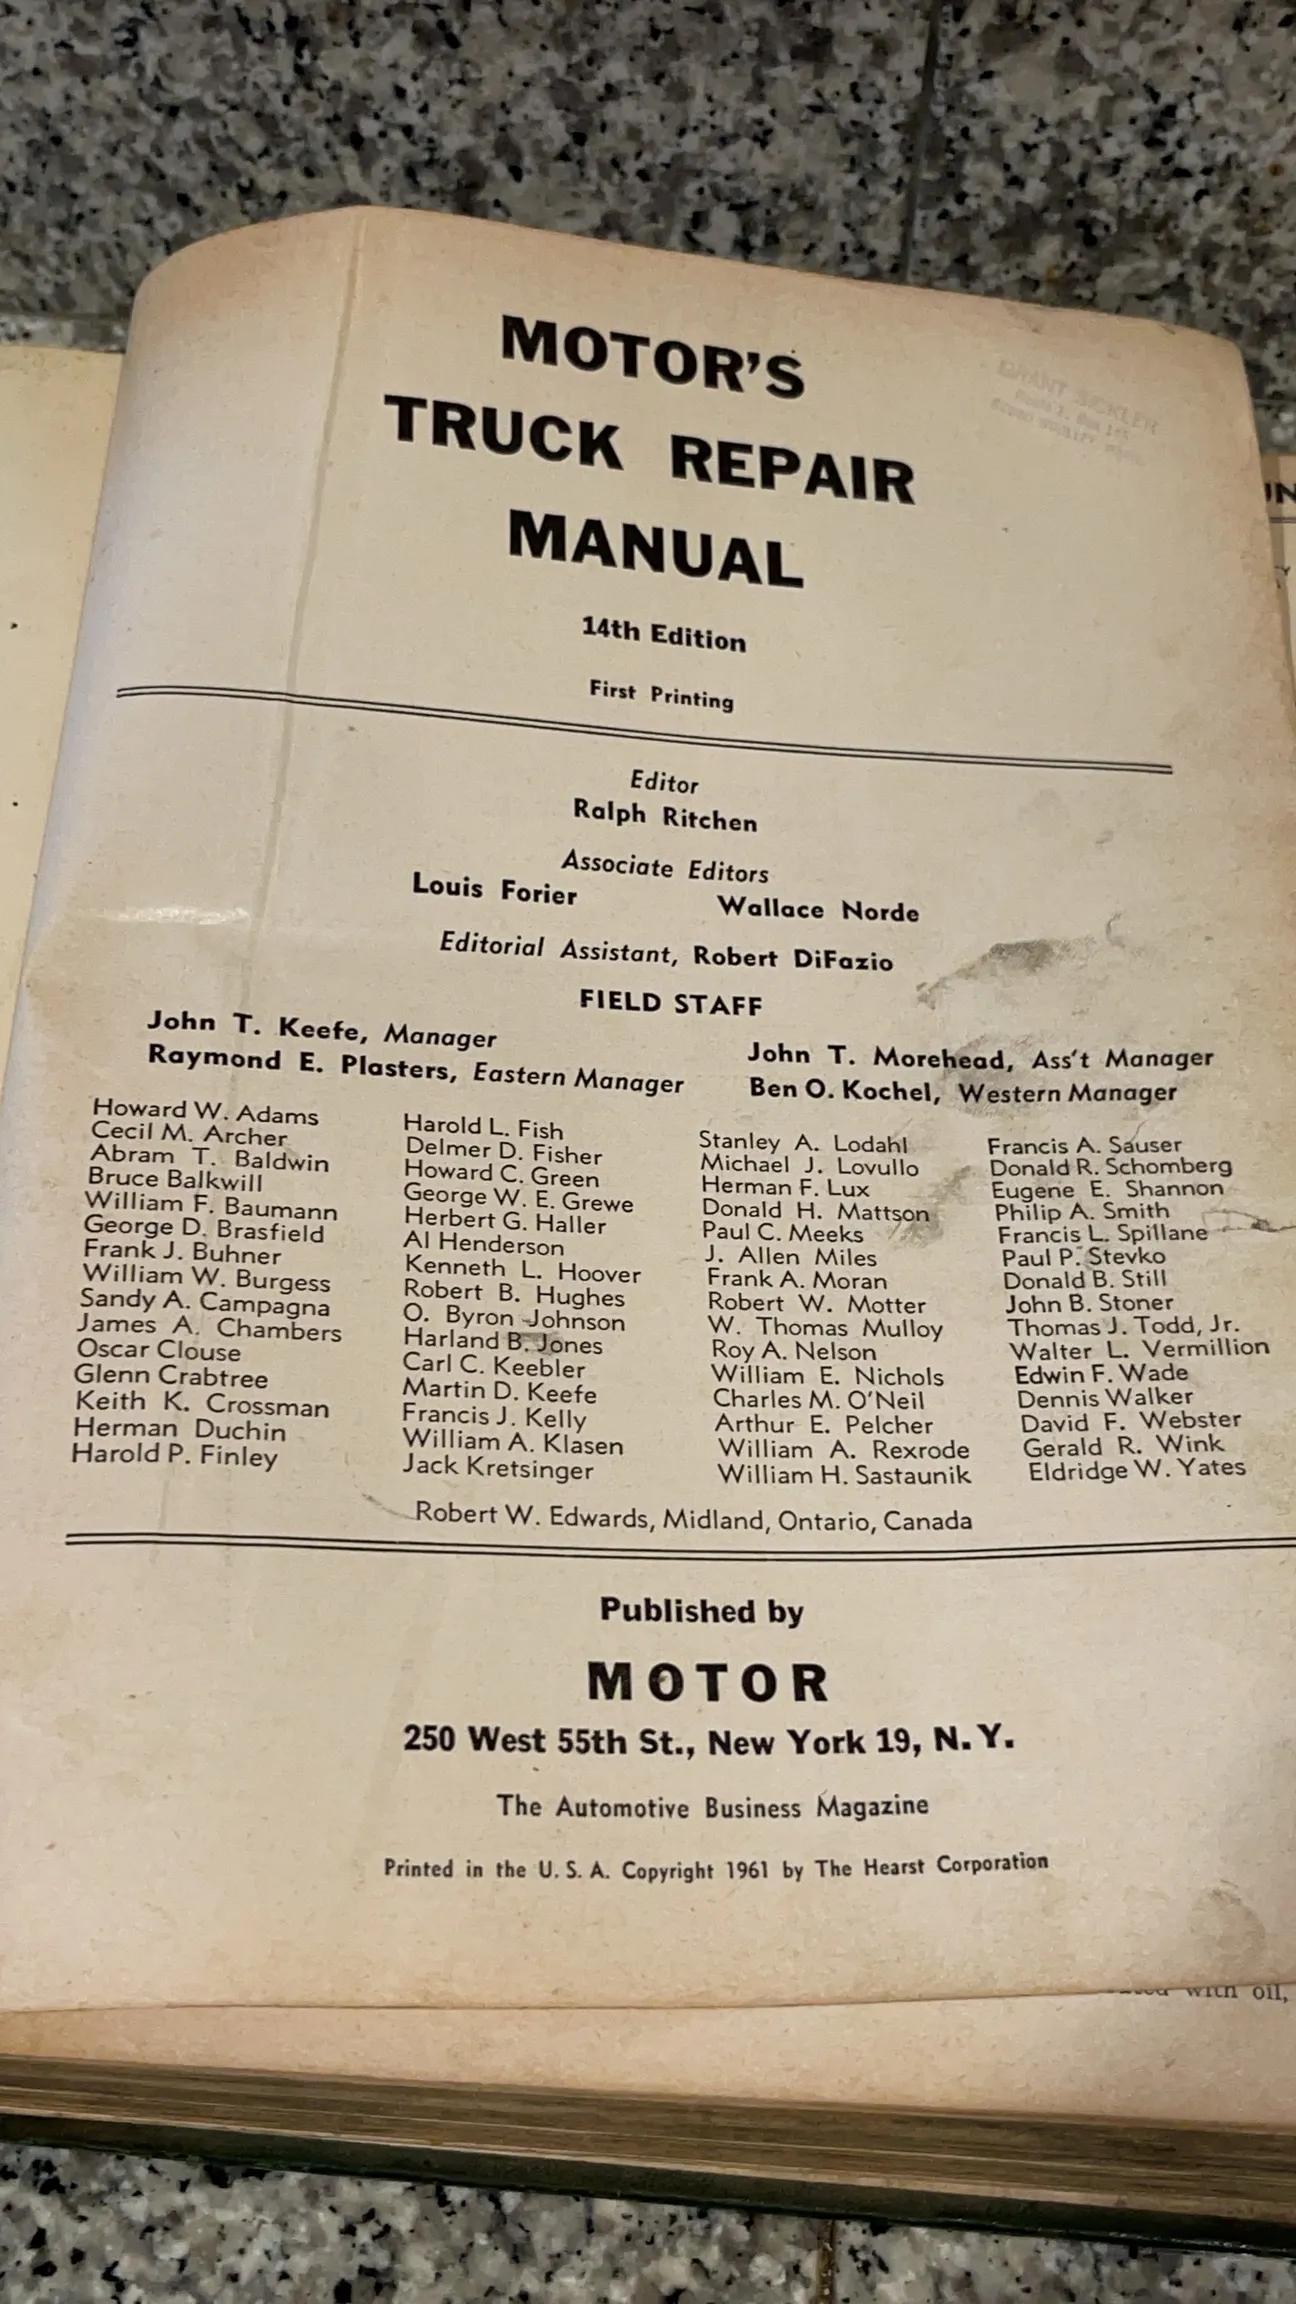 MOTOR'S
TRUCK REPAIR
MANUAL
14th Edition
First Printing
Editor
Ralph Ritchen
Associate Editors
Louis Forier Wallace Norde
Editorial Assistant, Robert DiFazio
FIELD STAFF
John T. Keefe, Manager
Raymond E. Plasters, Eastern Manager
John T. Morehead, Ass't Manager
Ben O. Kochel, Western Manager
Howard W. Adams
Cecil M. Archer
Abram T. Baldwin
Bruce Balkwill
William F. Baumann
George D. Brasfield
Frank J. Buhner
William W. Burgess
Sandy A. Campagna
James A. Chambers
Oscar Clouse
Glenn Crabtree
Keith K. Crossman
Herman Duchin
Harold P. Finley
Harold L. Fish
Delmer D. Fisher
Howard C. Green
George W. E. Grewe
Herbert G. Haller
Al Henderson
Kenneth L. Hoover
Robert B. Hughes
O. Byron Johnson
Harland B. Jones
Carl C. Keebler
Martin D. Keefe
Francis J. Kelly
William A. Klasen
Jack Kretsinger
Stanley A. Lodahl
Michael J. Lovullo
Herman F. Lux
Donald H. Mattson
Paul C. Meeks
J. Allen Miles
Frank A. Moran
Robert W. Motter
W. Thomas Mulloy
Roy A. Nelson
William E. Nichols
Charles M. O'Neil
Arthur E. Pelcher
William A. Rexrode
William H. Sastaunik
Francis A. Sauser
Donald R. Schomberg
Eugene E. Shannon
Philip A. Smith
Francis L. Spillane
Paul P. Stevko
Donald B. Still
John B. Stoner
Thomas J. Todd, Jr.
Walter L. Vermillion
Edwin F. Wade
Dennis Walker
David F. Webster
Gerald R. Wink
Eldridge W. Yates
Robert W. Edwards, Midland, Ontario, Canada
Published by
MOTOR
250 West 55th St., New York 19, N.Y.
The Automotive Business Magazine
Printed in the U.S.A. Copyright 1961 by The Hearst Corporation
with oil,